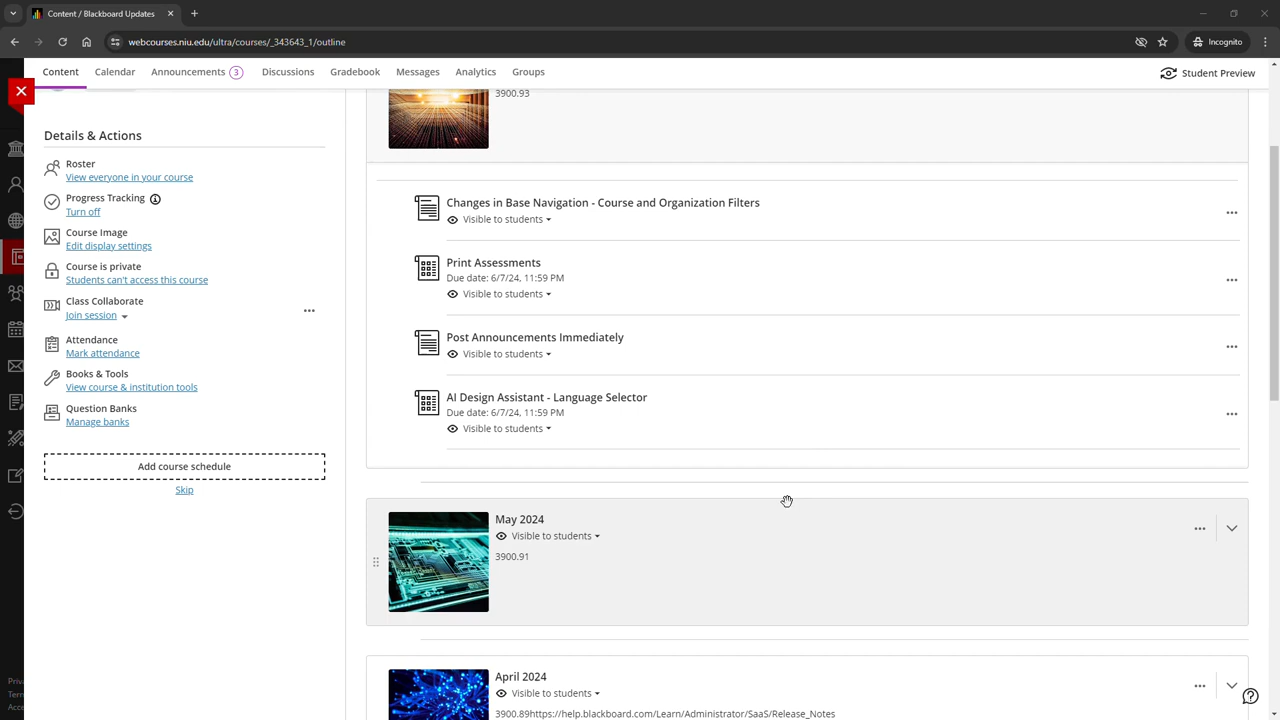 Content / Blackboard Updates
webcourses.niu.edu/ultra/courses/_343643_1/outline
Incognito
Content
Calendar
Announcements 3
Discussions
Gradebook
Messages
Analytics
Groups
Student Preview
Details & Actions
Roster
View everyone in your course
Progress Tracking
Turn off
Course Image
Edit display settings
Course is private
Students can't access this course
Class Collaborate
Join session
Attendance
Mark attendance
Books & Tools
View course & institution tools
Question Banks
Manage banks
Add course schedule
Skip
Priv
Term
Acce
3900.93
Changes in Base Navigation - Course and Organization Filters
Visible to students
Print Assessments
Due date: 6/7/24, 11:59 PM
Visible to students
Post Announcements Immediately
Visible to students
AI Design Assistant - Language Selector
Due date: 6/7/24, 11:59 PM
Visible to students
May 2024
Visible to students
3900.91
April 2024
Visible to students
3900.89https://help.blackboard.com/Learn/Administrator/SaaS/Release_Notes